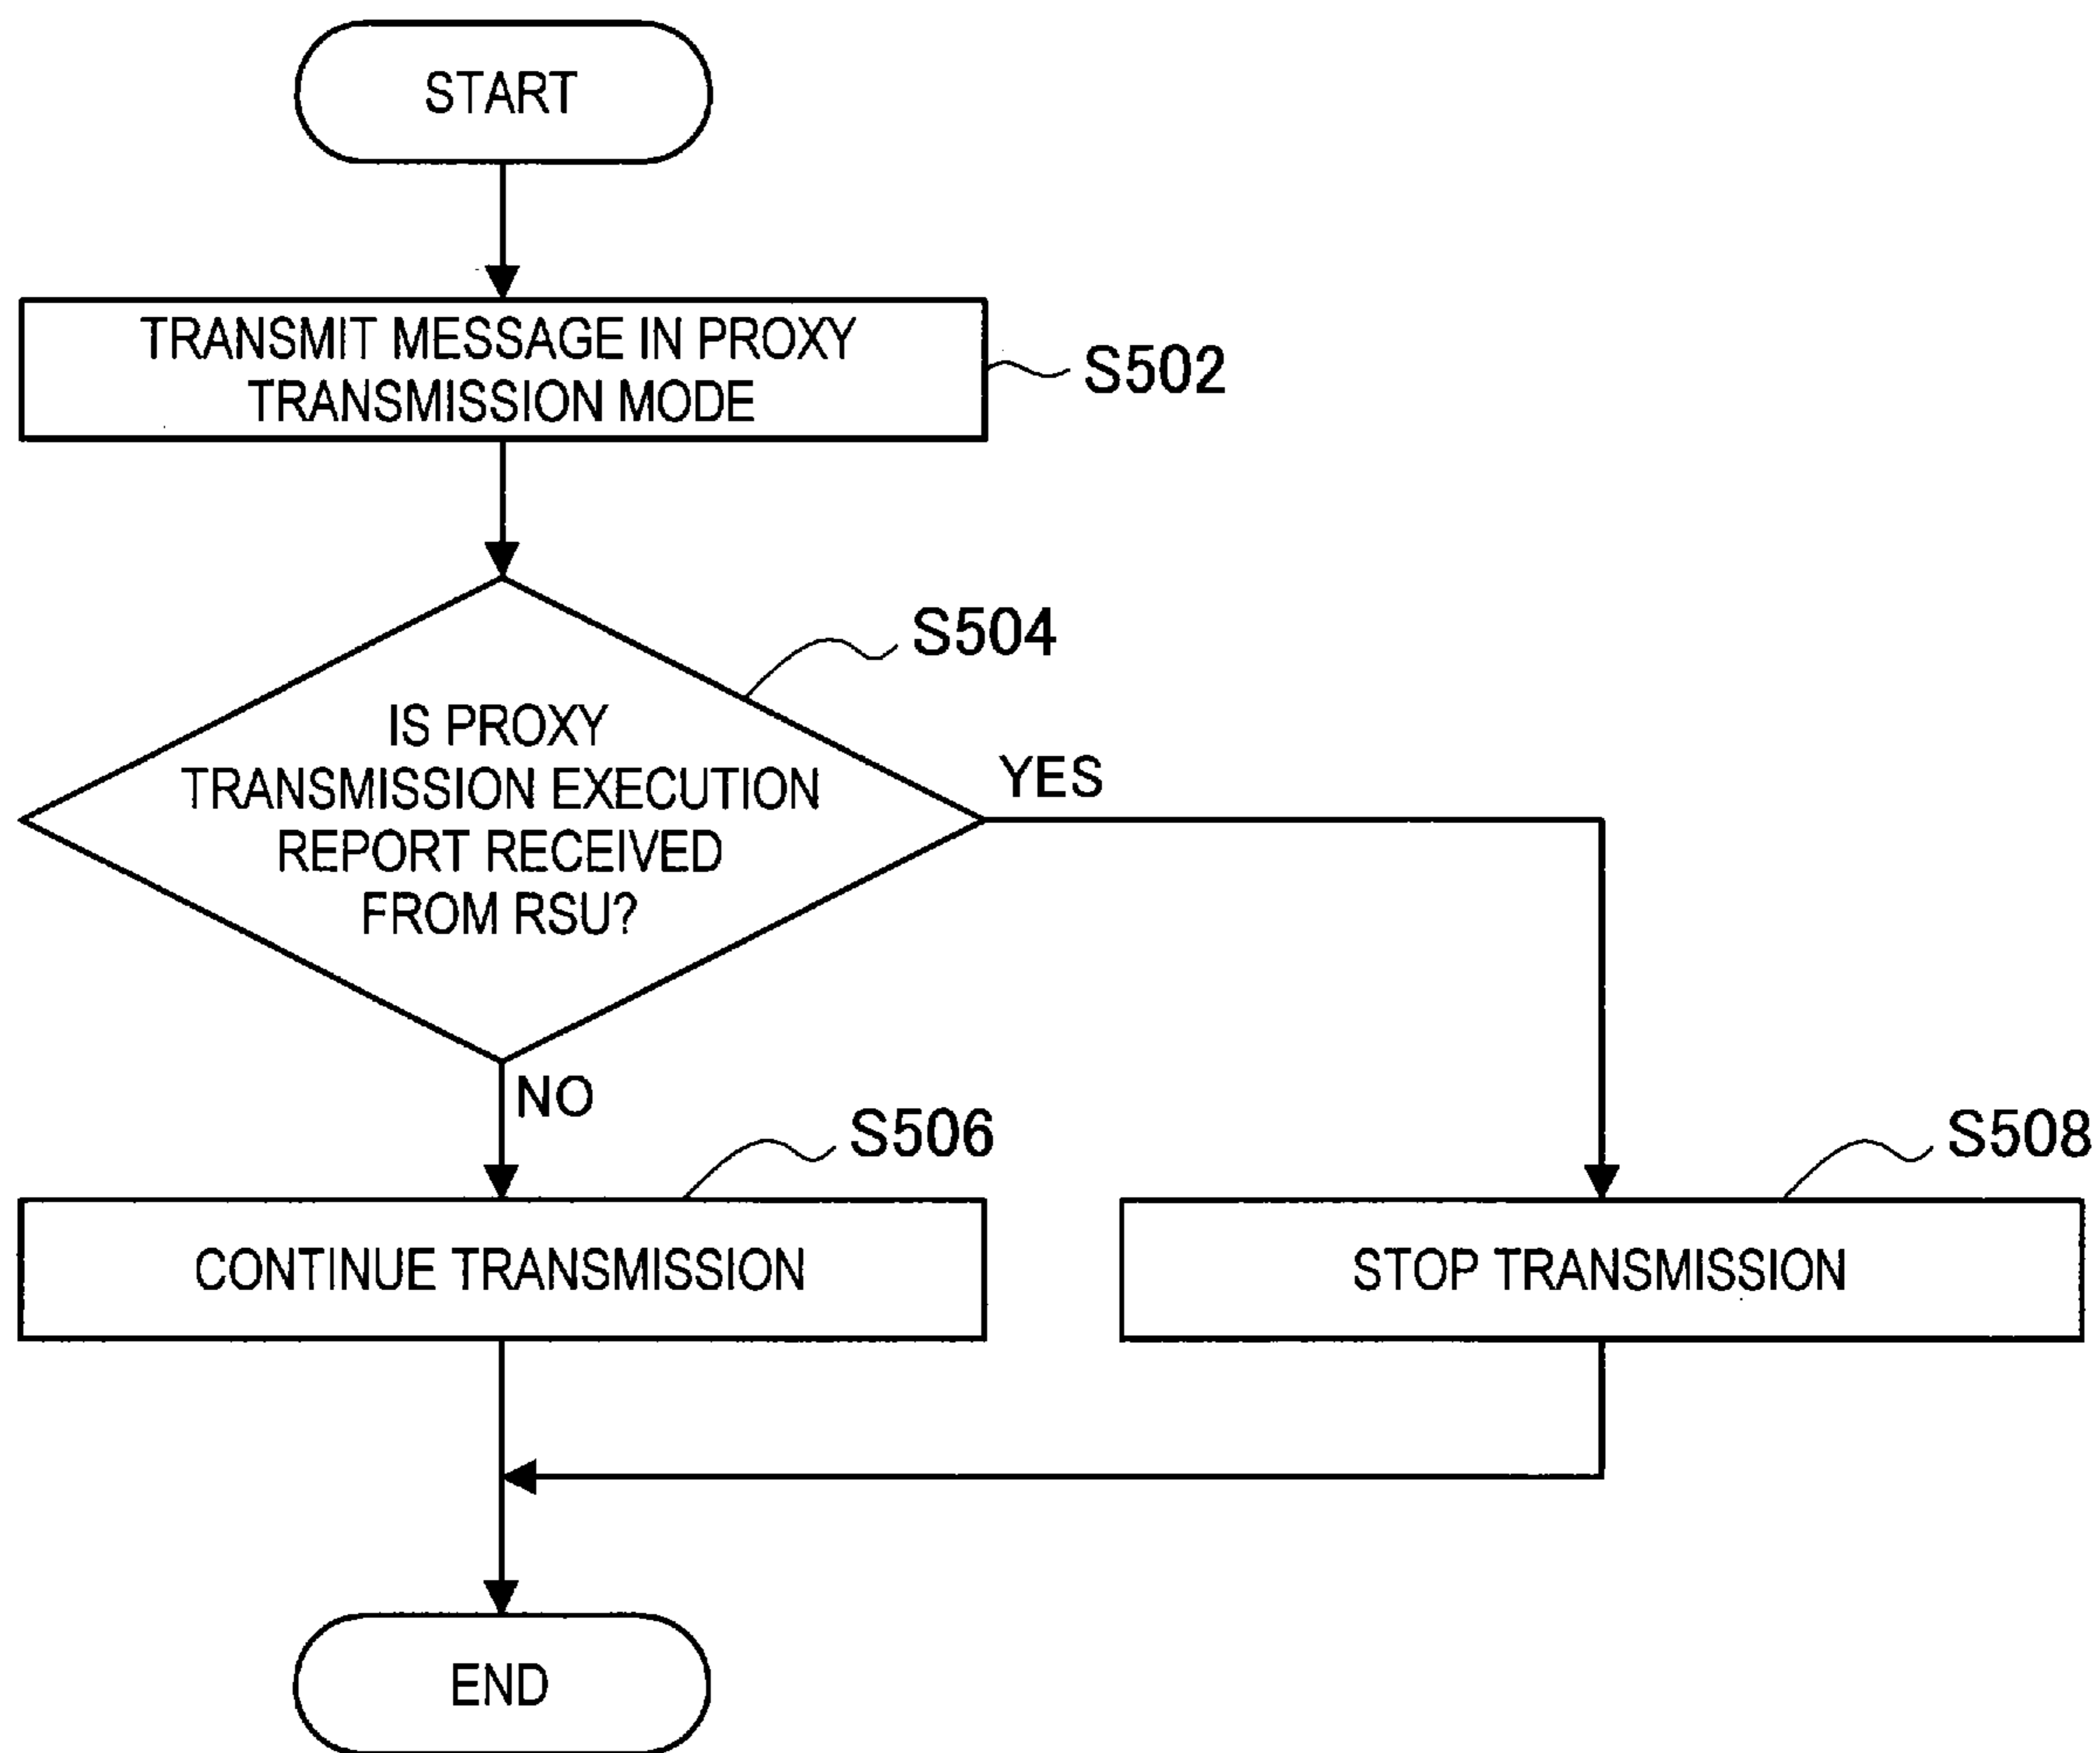 START
TRANSMIT MESSAGE IN PROXY
TRANSMISSION MODE
S502
S504
IS PROXY
TRANSMISSION EXECUTION
REPORT RECEIVED
FROM RSU?
YES
NO
S506
S508
CONTINUE TRANSMISSION
STOP TRANSMISSION
END